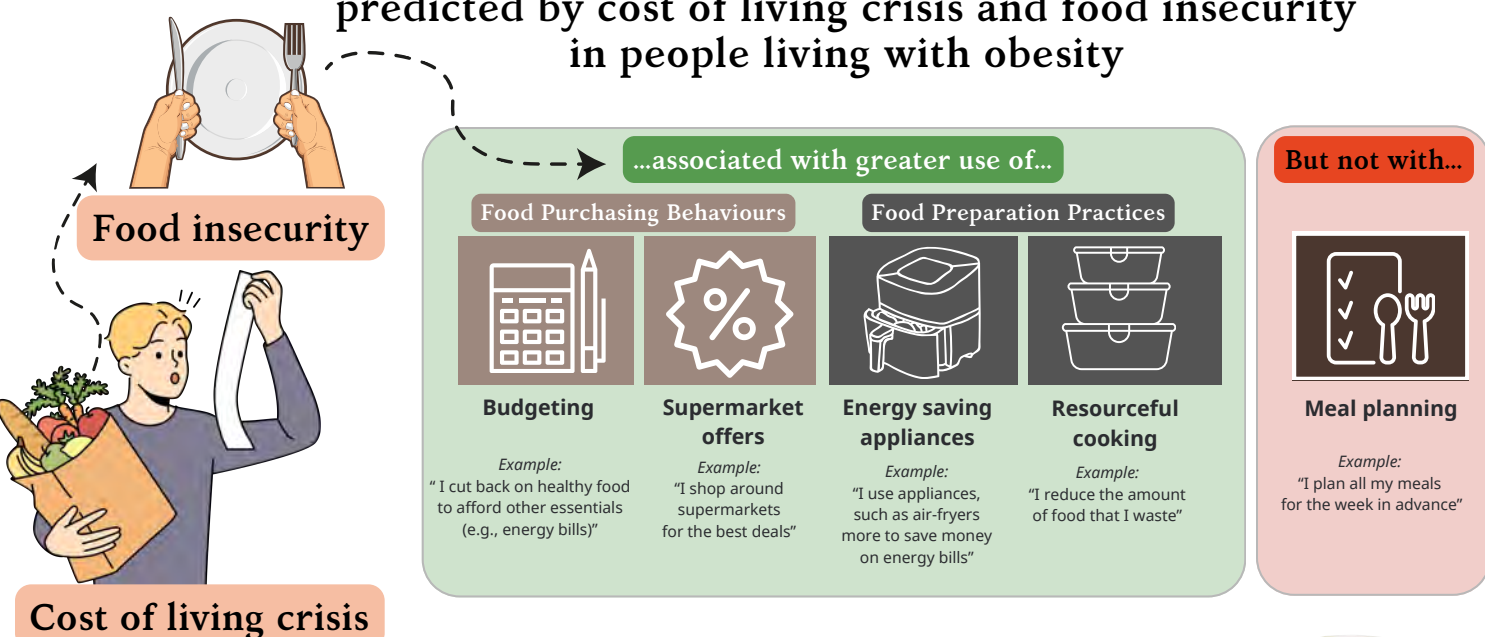 predicted by cost of living crisis and food insecurity
in people living with obesity
Food insecurity
Cost of living crisis
...associated with greater use of...
Food Purchasing Behaviours
Food Preparation Practices
Budgeting
Example:
“ I cut back on healthy food
to afford other essentials
(e.g., energy bills)”
Supermarket
offers
Example:
“I shop around
supermarkets
for the best deals”
Energy saving
appliances
Example:
“I use appliances,
such as air-fryers
more to save money
on energy bills”
Resourceful
cooking
Example:
“I reduce the amount
of food that I waste”
But not with...
Meal planning
Example:
“I plan all my meals
for the week in advance”